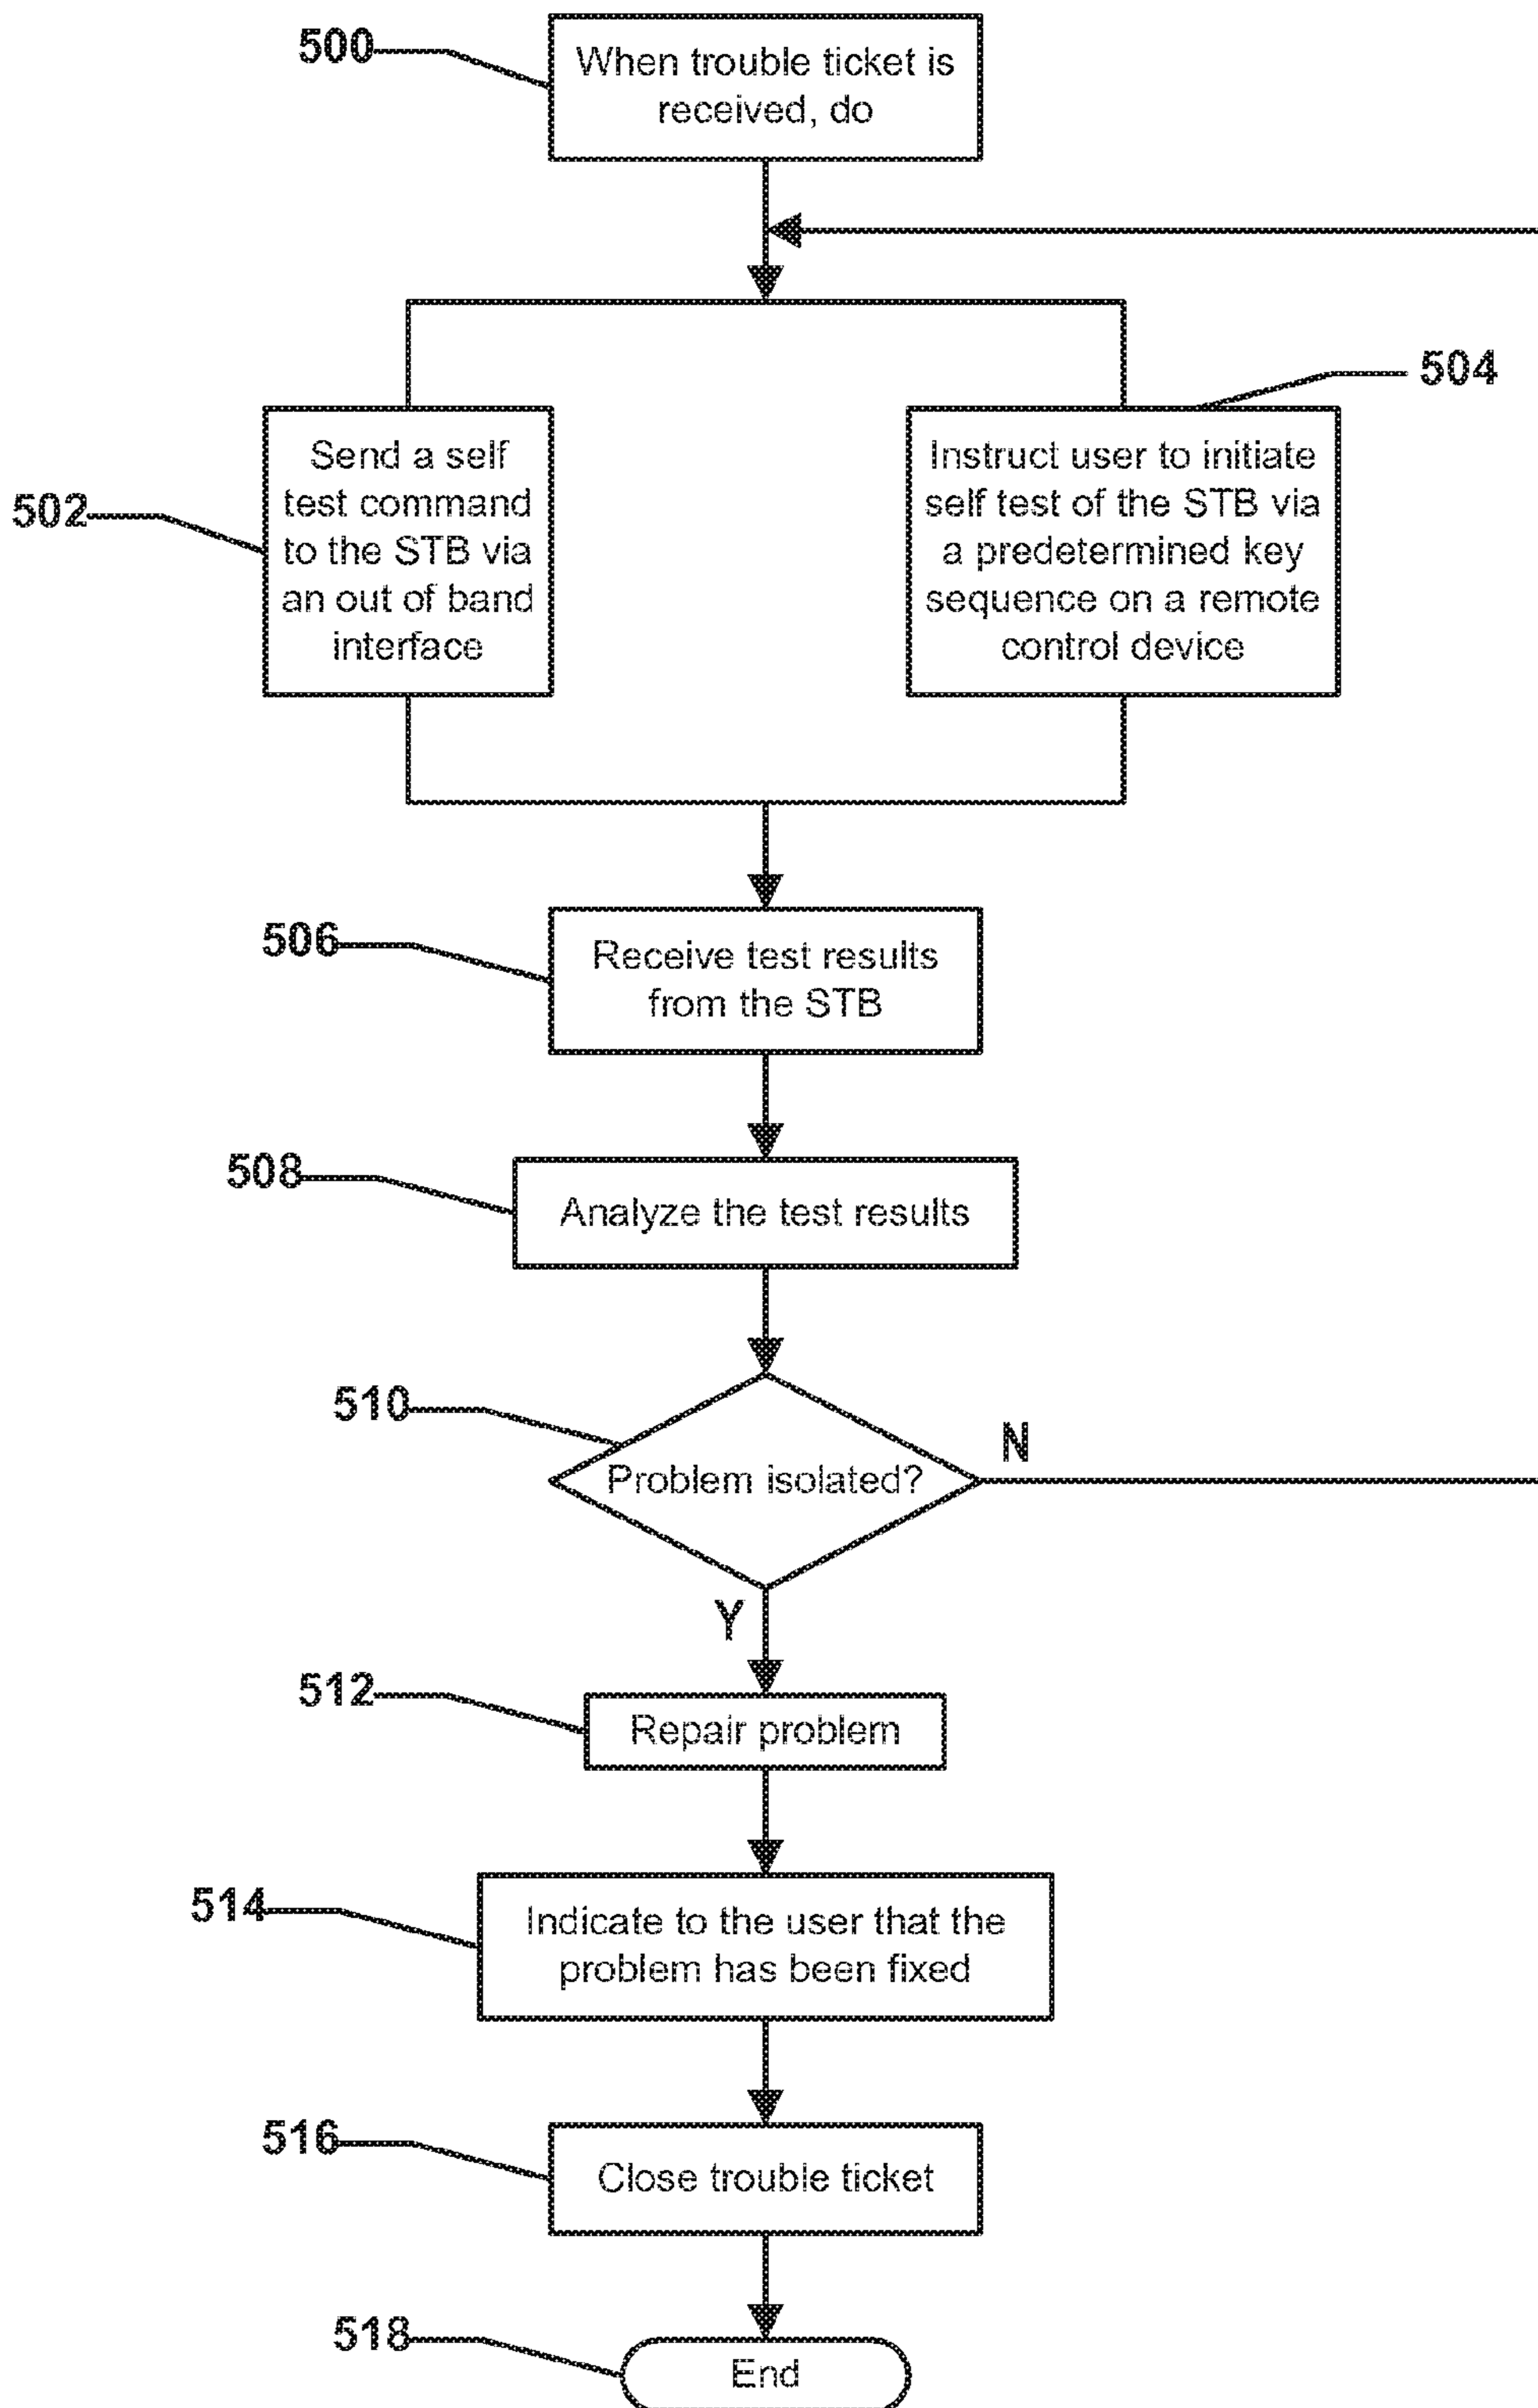 500
When trouble ticket is
received, do
504
502
Send a self
test command
to the STB via
an out of band
interface
Instruct user to initiate
self test of the STB via
a predetermined key
sequence on a remote
control device
506
Receive test results
from the STB
508
Analyze the test results
510
Problem isolated?
N
Y
512
Repair problem
514
Indicate to the user that the
problem has been fixed
516
Close trouble ticket
518
End